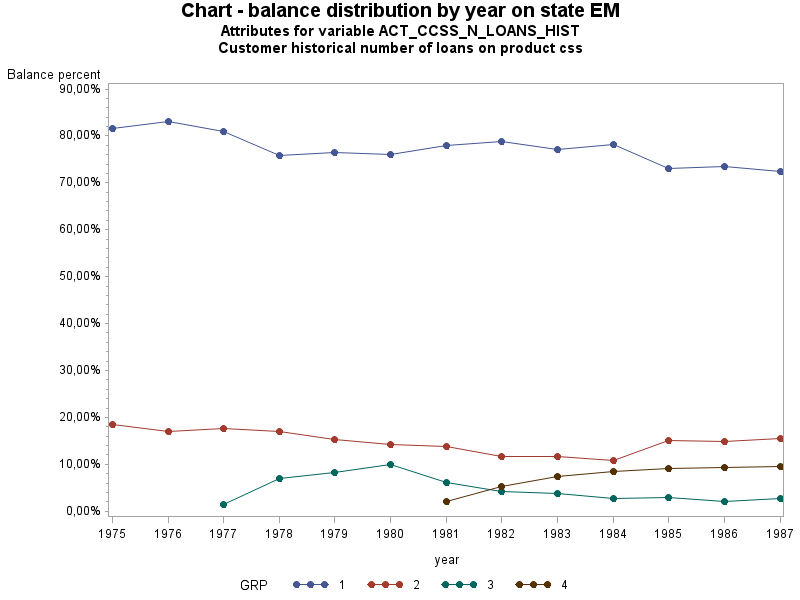 Chart - balance distribution by year on state EM
Attributes for variable ACT_CCSS_N_LOANS_HIST
Customer historical number of loans on product css
Balance percent
90,00%
80,00%
70,00%
60,00%
50,00%
40,00%
30,00%
20,00%
10,00%
0,00%
1975 1976 1977 1978 1979 1980 1981 1982 1983 1984 1985 1986 1987
year
GRP 1 2 3 4